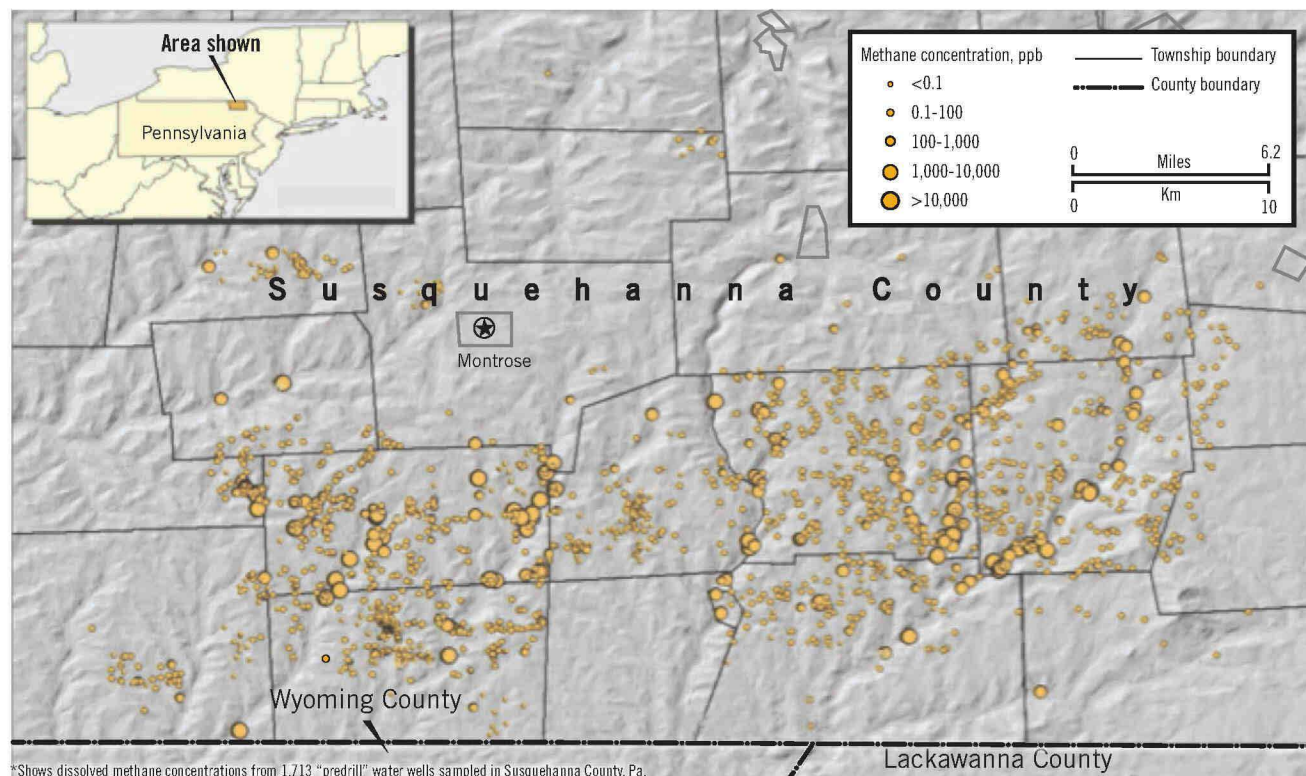 Area shown
Pennsylvania
Methane concentration, ppb
<0.1
0.1-100
100-1,000
1,000-10,000
>10,000
Township boundary
County boundary
0 6.2
Miles
Km
0 10
Susquehanna County
Montrose
Wyoming County
Lackawanna County
*Shows dissolved methane concentrations from 1,713 “predrill” water wells sampled in Susquehanna County, Pa.